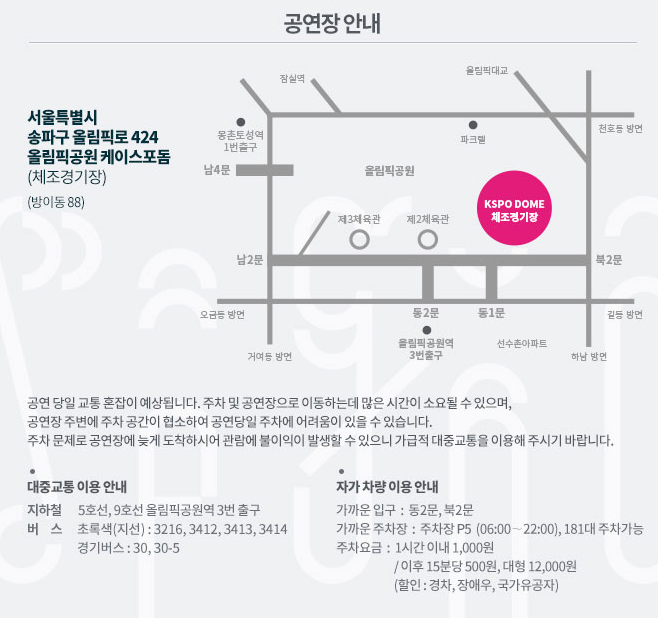 공연장 안내
서울특별시
송파구 올림픽로 424
올림픽공원 케이스포돔
(체조경기장)
(방이동 88)
잠실역
올림픽대교
몽촌토성역
1번출구
파크텔
천호동 방면
남4문
올림픽공원
KSPO DOME
체조경기장
제3체육관
제2체육관
남2문
북2문
오금동 방면
동2문
동1문
길동 방면
올림픽공원역
3번출구
선수촌아파트
거여동 방면
하남 방면
공연 당일 교통 혼잡이 예상됩니다. 주차 및 공연장으로 이동하는데 많은 시간이 소요될 수 있으며,
공연장 주변에 주차 공간이 협소하여 공연당일 주차에 어려움이 있을 수 있습니다.
주차 문제로 공연장에 늦게 도착하시어 관람에 불이익이 발생할 수 있으니 가급적 대중교통을 이용해 주시기 바랍니다.
대중교통 이용 안내
지하철 5호선, 9호선 올림픽공원역 3번 출구
버 스 초록색(지선) : 3216, 3412, 3413, 3414
경기버스 : 30, 30-5
자가 차량 이용 안내
가까운 입구 : 동2문, 북2문
가까운 주차장 : 주차장 P5 (06:00~22:00), 181대 주차가능
주차요금 : 1시간 이내 1,000원
/ 이후 15분당 500원, 대형 12,000원
(할인 : 경차, 장애우, 국가유공자)